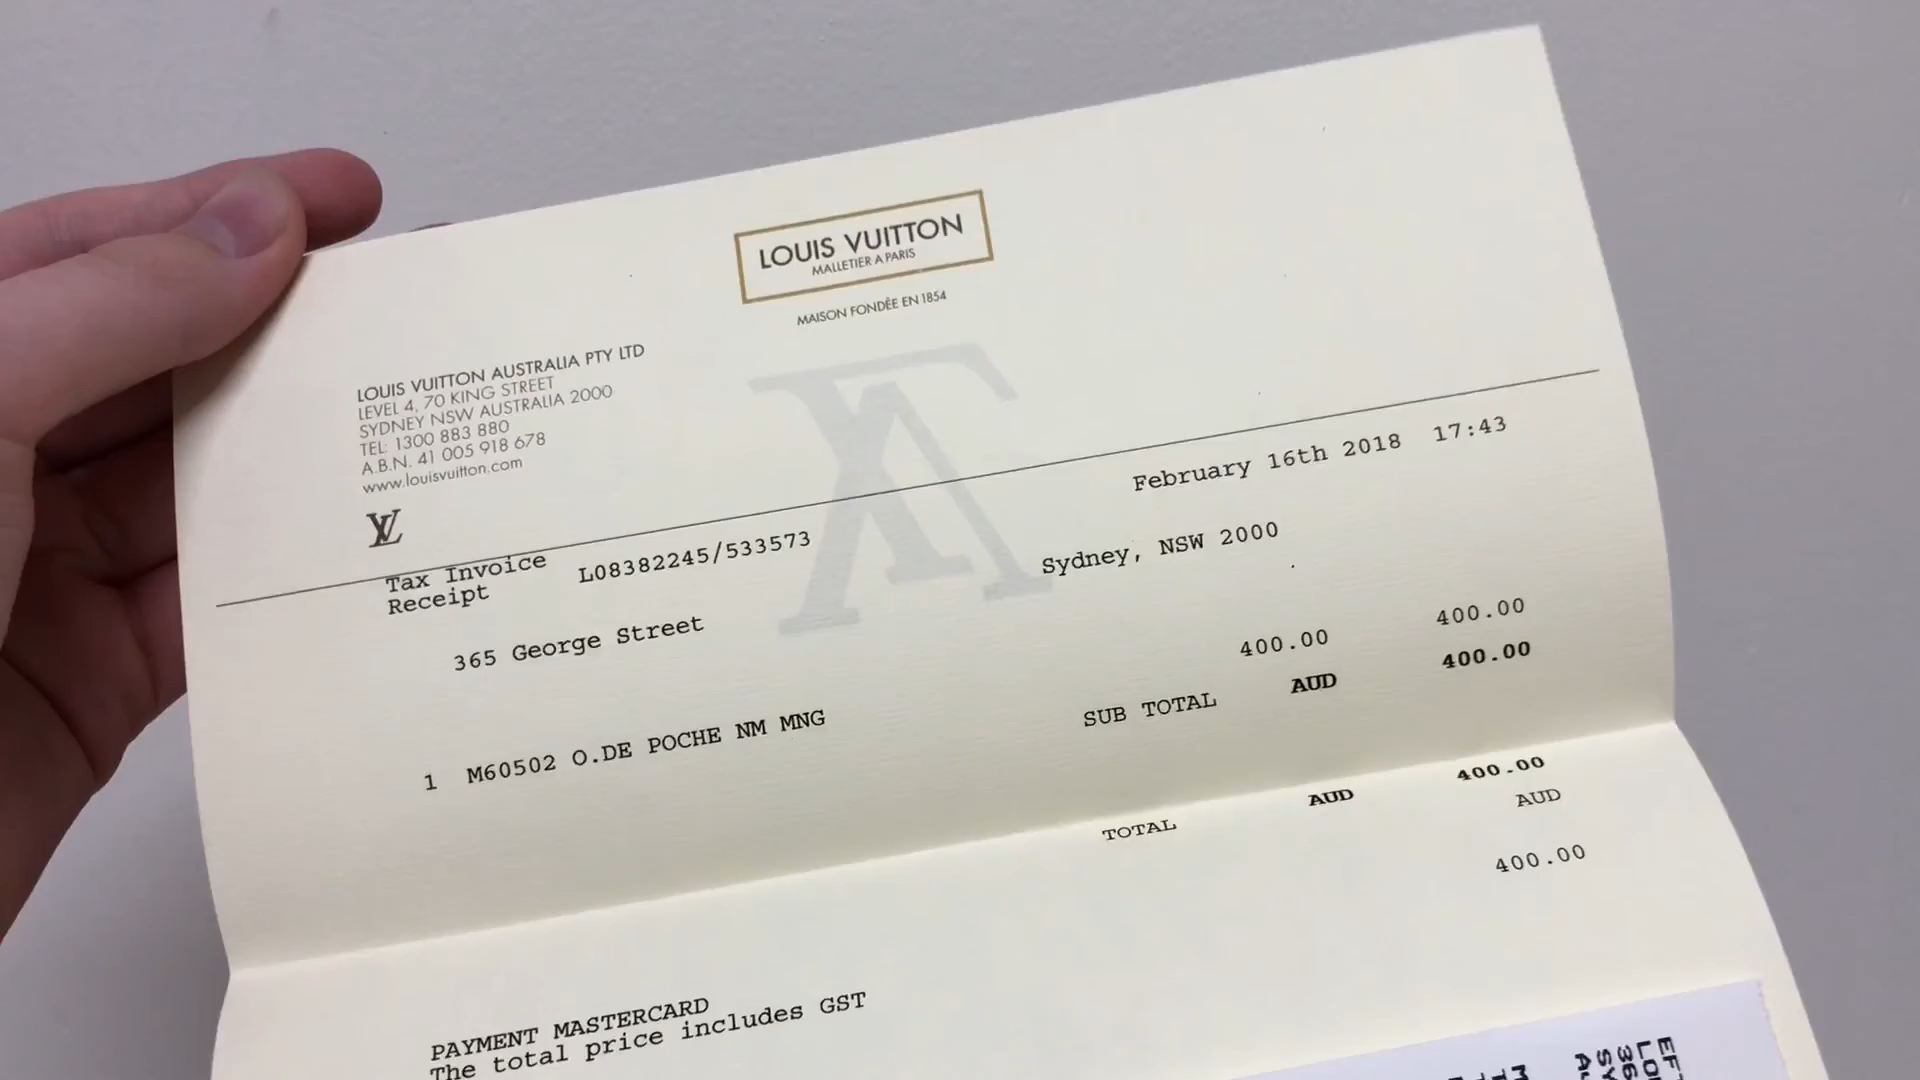 LOUIS VUITTON
MALLETIER A PARIS
MAISON FONDÉE EN 1854
LOUIS VUITTON AUSTRALIA PTY LTD
LEVEL 4, 70 KING STREET
SYDNEY NSW AUSTRALIA 2000
TEL: 1300 883 880
A.B.N. 41 005 918 678
www.louisvuitton.com
LV
February 16th 2018 17:43
Tax Invoice L08382245/533573
Receipt
365 George Street Sydney, NSW 2000
1 M60502 O.DE POCHE NM MNG 400.00 400.00
SUB TOTAL AUD 400.00
TOTAL AUD 400.00
AUD
400.00
PAYMENT MASTERCARD
The total price includes GST